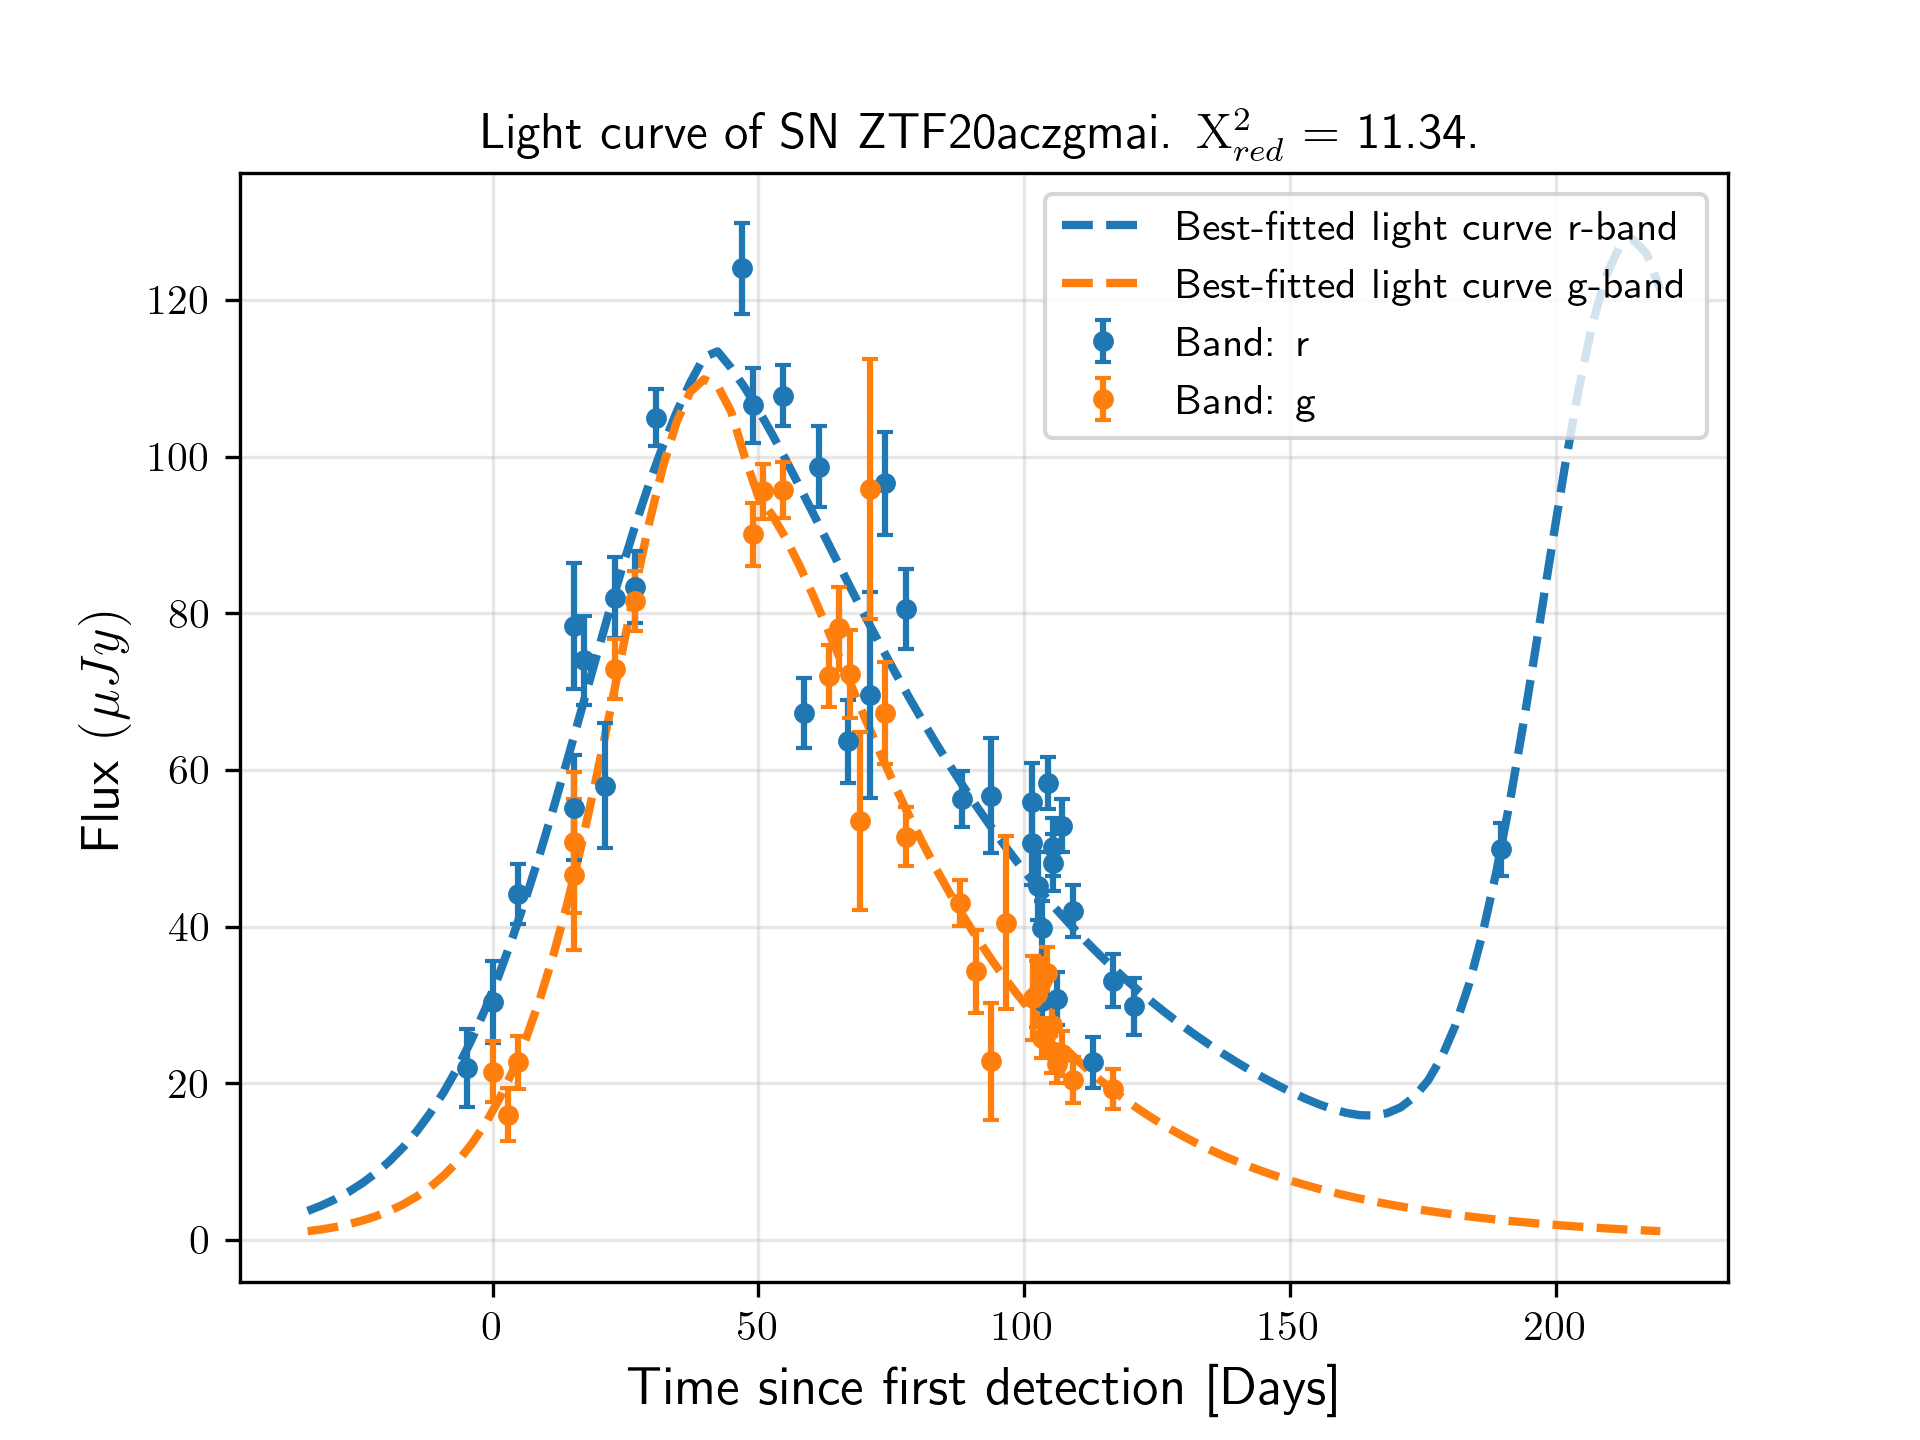 Light curve of SN ZTF20aczgmai. X²_red = 11.34.
Best-fitted light curve r-band
Best-fitted light curve g-band
Band: r
Band: g
120
100
80
60
40
20
0
Flux (μJy)
0 50 100 150 200
Time since first detection [Days]